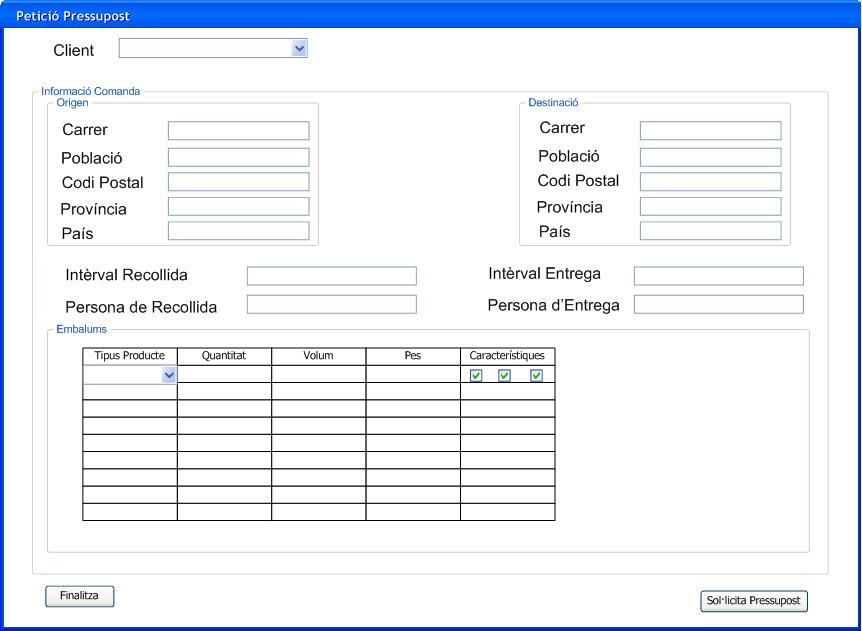 Petició Pressupost
Client
Informació Comanda
Origen
Carrer
Població
Codi Postal
Província
País
Destinació
Carrer
Població
Codi Postal
Província
País
Intèrval Recollida
Persona de Recollida
Intèrval Entrega
Persona d'Entrega
Embalums
Tipus Producte Quantitat Volum Pes Característiques
Finalitza
Sol·licita Pressupost